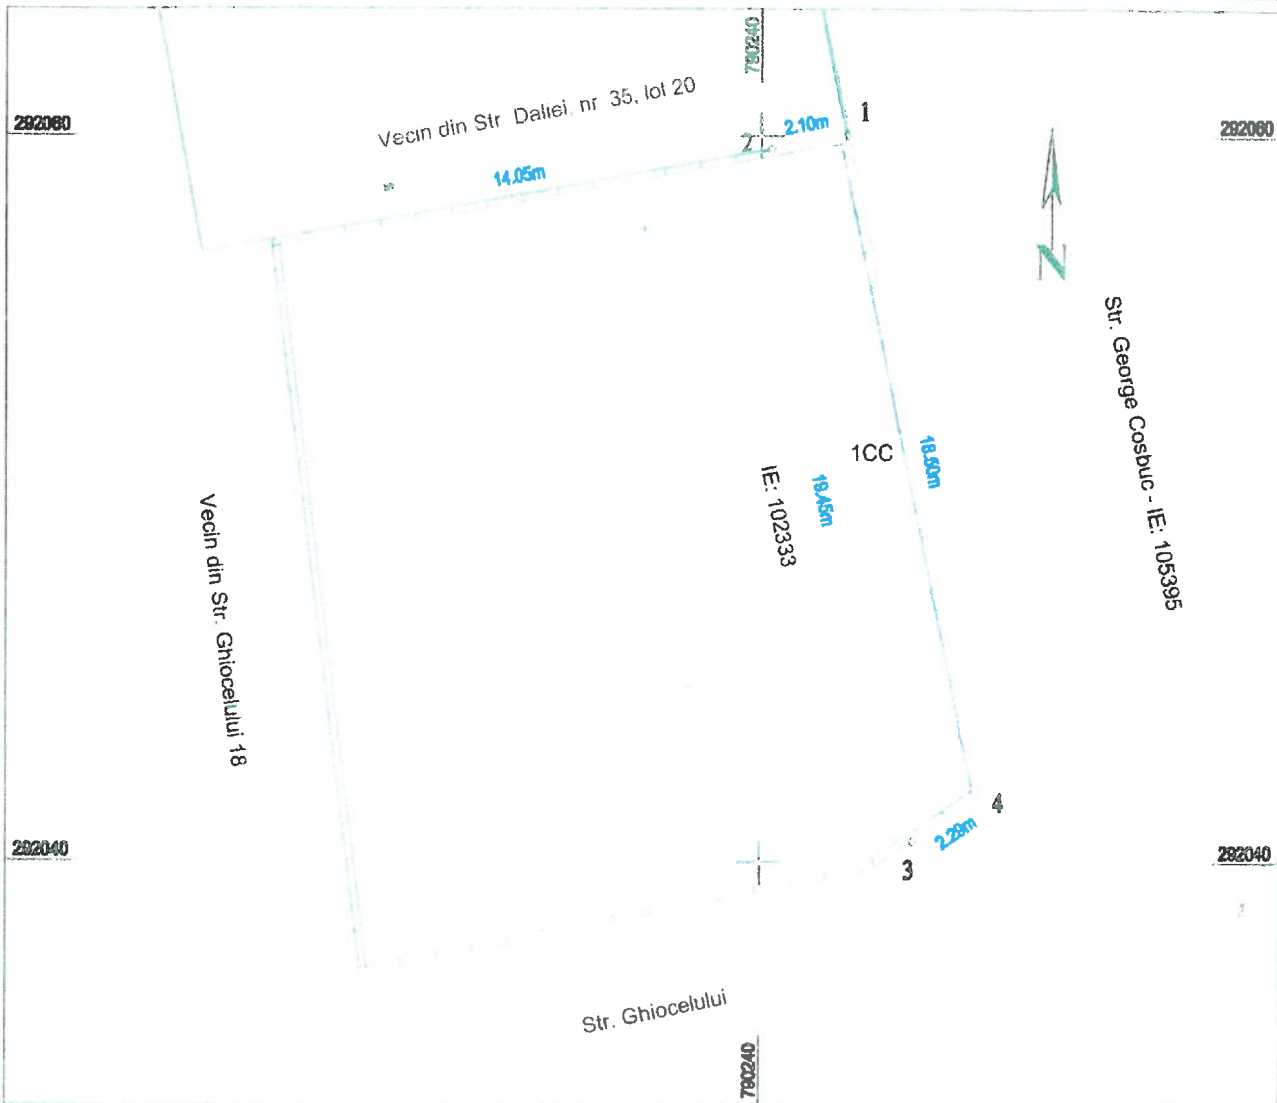 790240
Vecin din Str Daliei, nr 35, lot 20
292060
1
292060
2.10m
2
14.05m
N
Str. George Cosbuc - IE: 105395
1CC
18.60m
IE: 102333
19.45m
Vecin din Str. Ghiocelului 18
4
2.29m
292040
292040
3
Str. Ghiocelului
790240